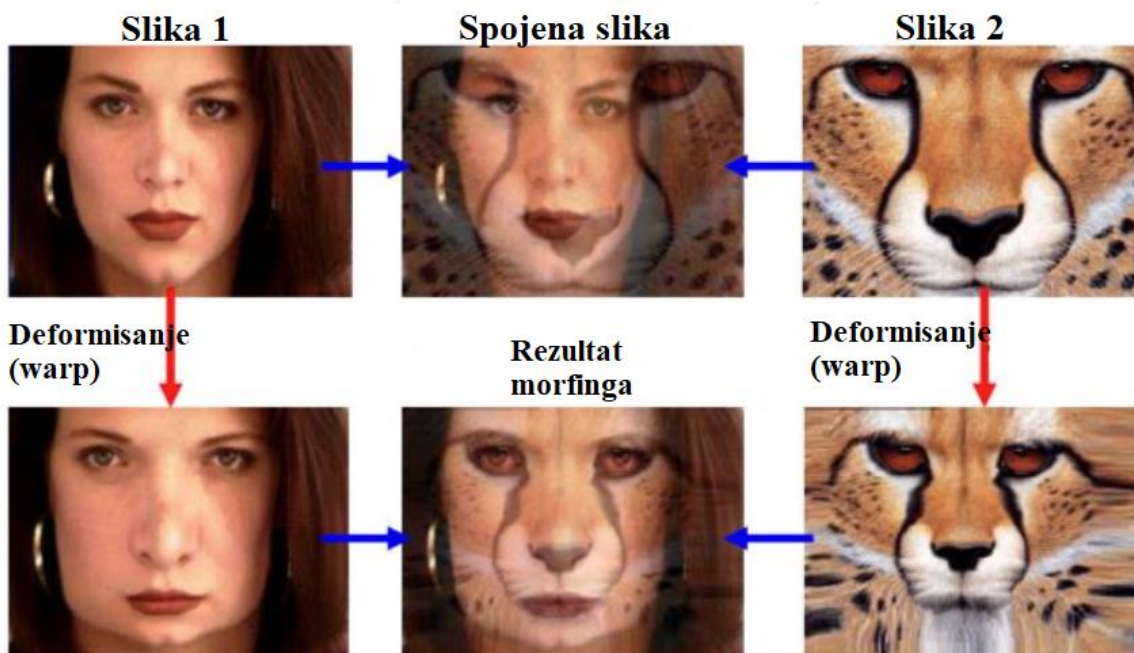 Slika 1
Spojena slika
Slika 2
Deformisanje
(warp)
Rezultat
morfinga
Deformisanje
(warp)